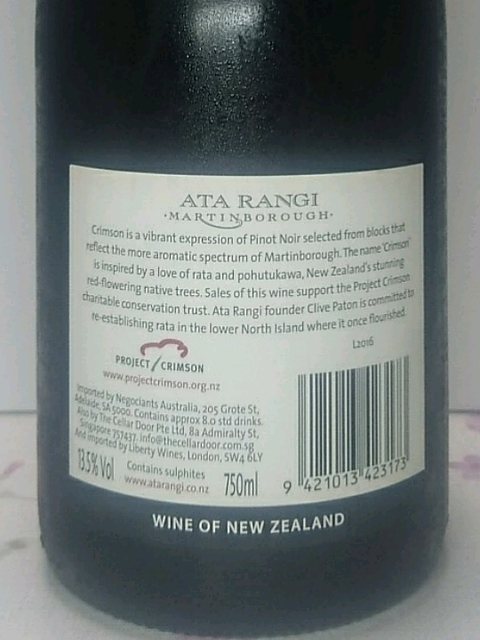 ATA RANGI
·MARTINBOROUGH·
Crimson is a vibrant expression of Pinot Noir selected from blocks that
reflect the more aromatic spectrum of Martinborough. The name 'Crimson'
is inspired by a love of rata and pohutukawa, New Zealand's stunning
red-flowering native trees. Sales of this wine support the Project Crimson
charitable conservation trust. Ata Rangi founder Clive Paton is committed to
re-establishing rata in the lower North Island where it once flourished.
L2016
PROJECT/CRIMSON
www.projectcrimson.org.nz
Imported by Negociants Australia, 205 Grote St,
Adelaide, SA 5000. Contains approx 8.0 std drinks.
Also by The Cellar Door Pte Ltd, 8a Admiralty St,
Singapore 757437. info@thecellardoor.com.sg
And imported by Liberty Wines, London, SW4 6LY
13.5% Vol
Contains sulphites
www.atarangi.co.nz
750ml
9 421013 423173
WINE OF NEW ZEALAND